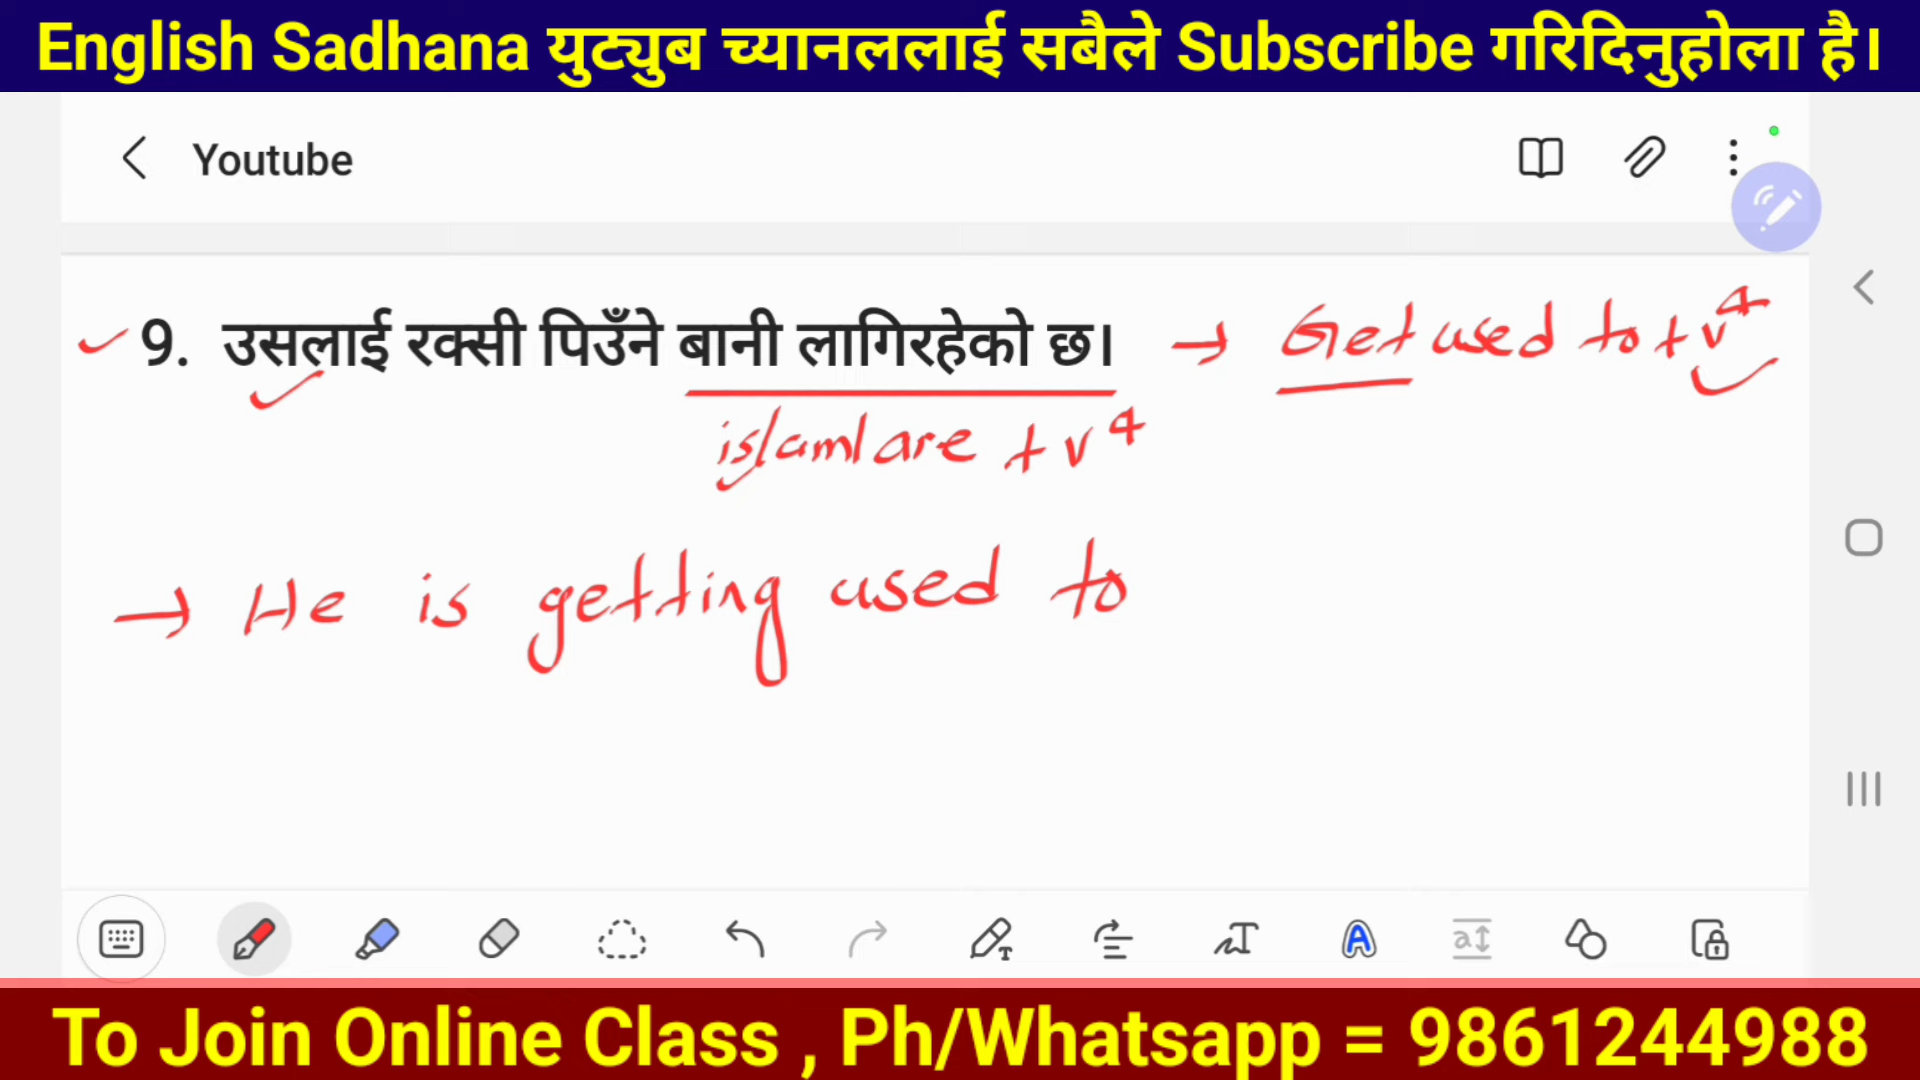 English Sadhana युट्युब च्यानललाई सबैले Subscribe गरिदिनुहोला है।
Youtube
9. उसलाई रक्सी पिउँने बानी लागिरहेको छ। → Get used to + v⁴
is/am/are + v⁴
→ He is getting used to
To Join Online Class , Ph/Whatsapp = 9861244988